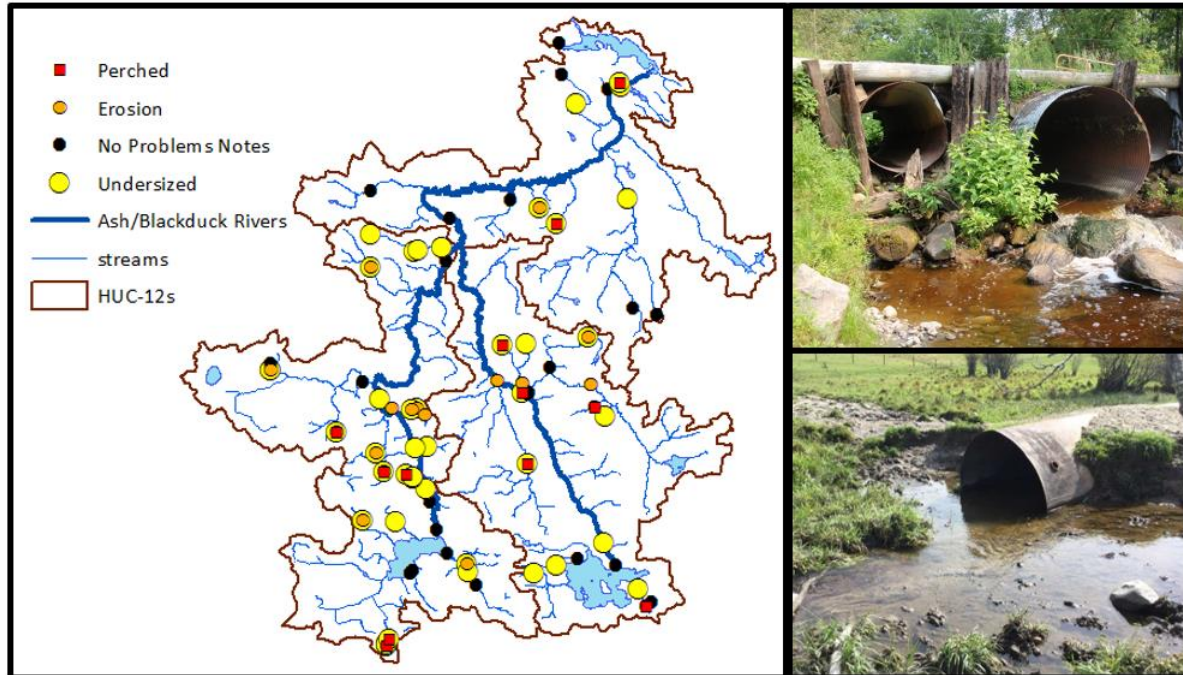 Perched
Erosion
No Problems Notes
Undersized
Ash/Blackduck Rivers
streams
HUC-12s